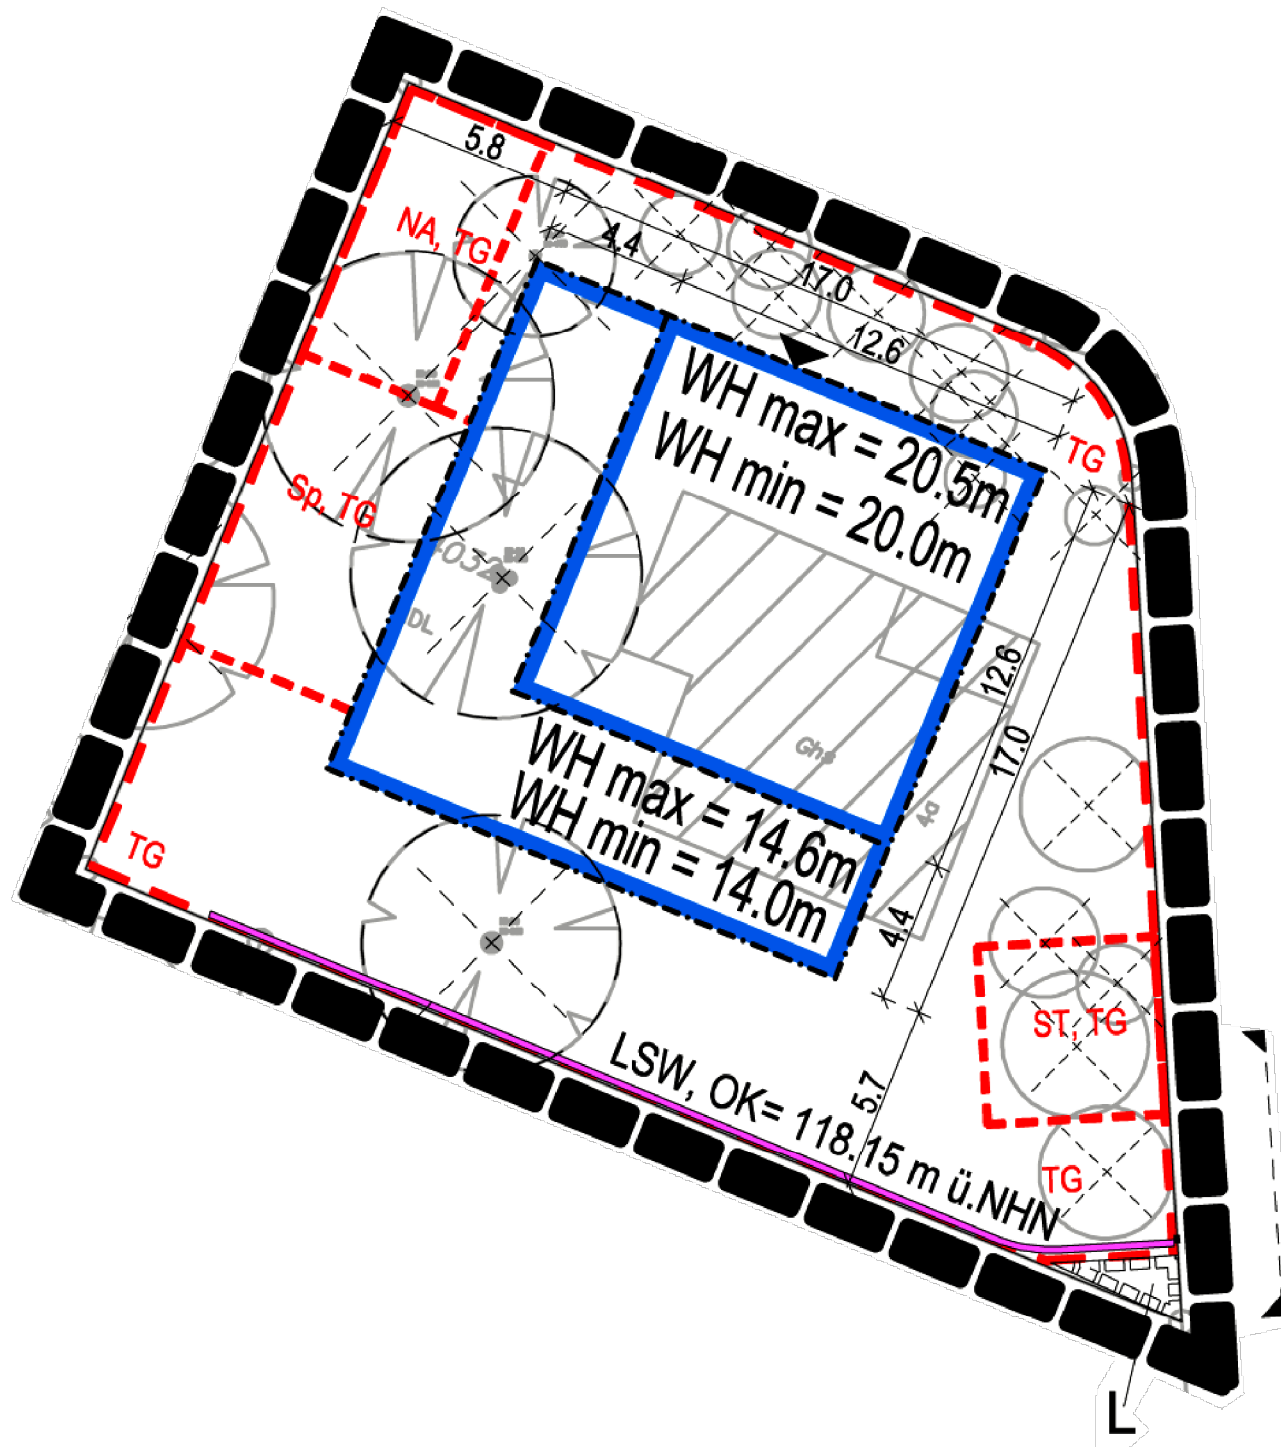 5.8
NA, TG
4.4
17.0
12.6
WH max = 20.5m
WH min = 20.0m
TG
Sp, TG
DL
12.6
17.0
Ghs
4a
WH max = 14.6m
WH min = 14.0m
TG
4.4
ST, TG
5.7
LSW, OK= 118.15 m ü.NHN
TG
L